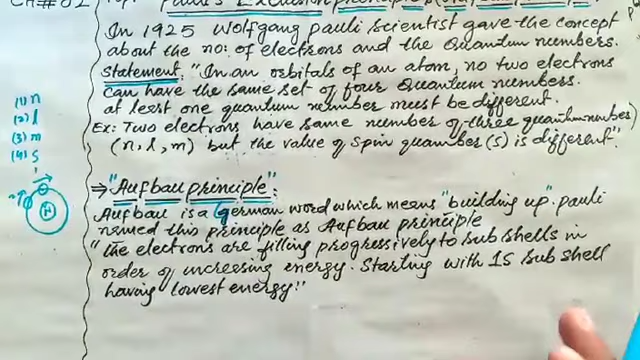 CH#02
Pauli's Exclusion principle
In 1925 Wolfgang pauli scientist gave the concept
about the no: of electrons and the Quantum numbers.
Statement: "In an orbitals of an atom, no two electrons
can have the same set of four Quantum numbers.
at least one quantum number must be different.
Ex: Two electrons have same number of three quantum number)
(n, l, m) but the value of spin quantum number (s) is different".
(1) n
(2) l
(3) m
(4) s
N
⇒ "Aufbau principle":
Aufbau is a German word which means "building up". pauli
named this principle as Aufbau principle
"the electrons are filling progressively to sub shells in
order of increasing energy. Starting with 1S sub shell
having lowest energy"